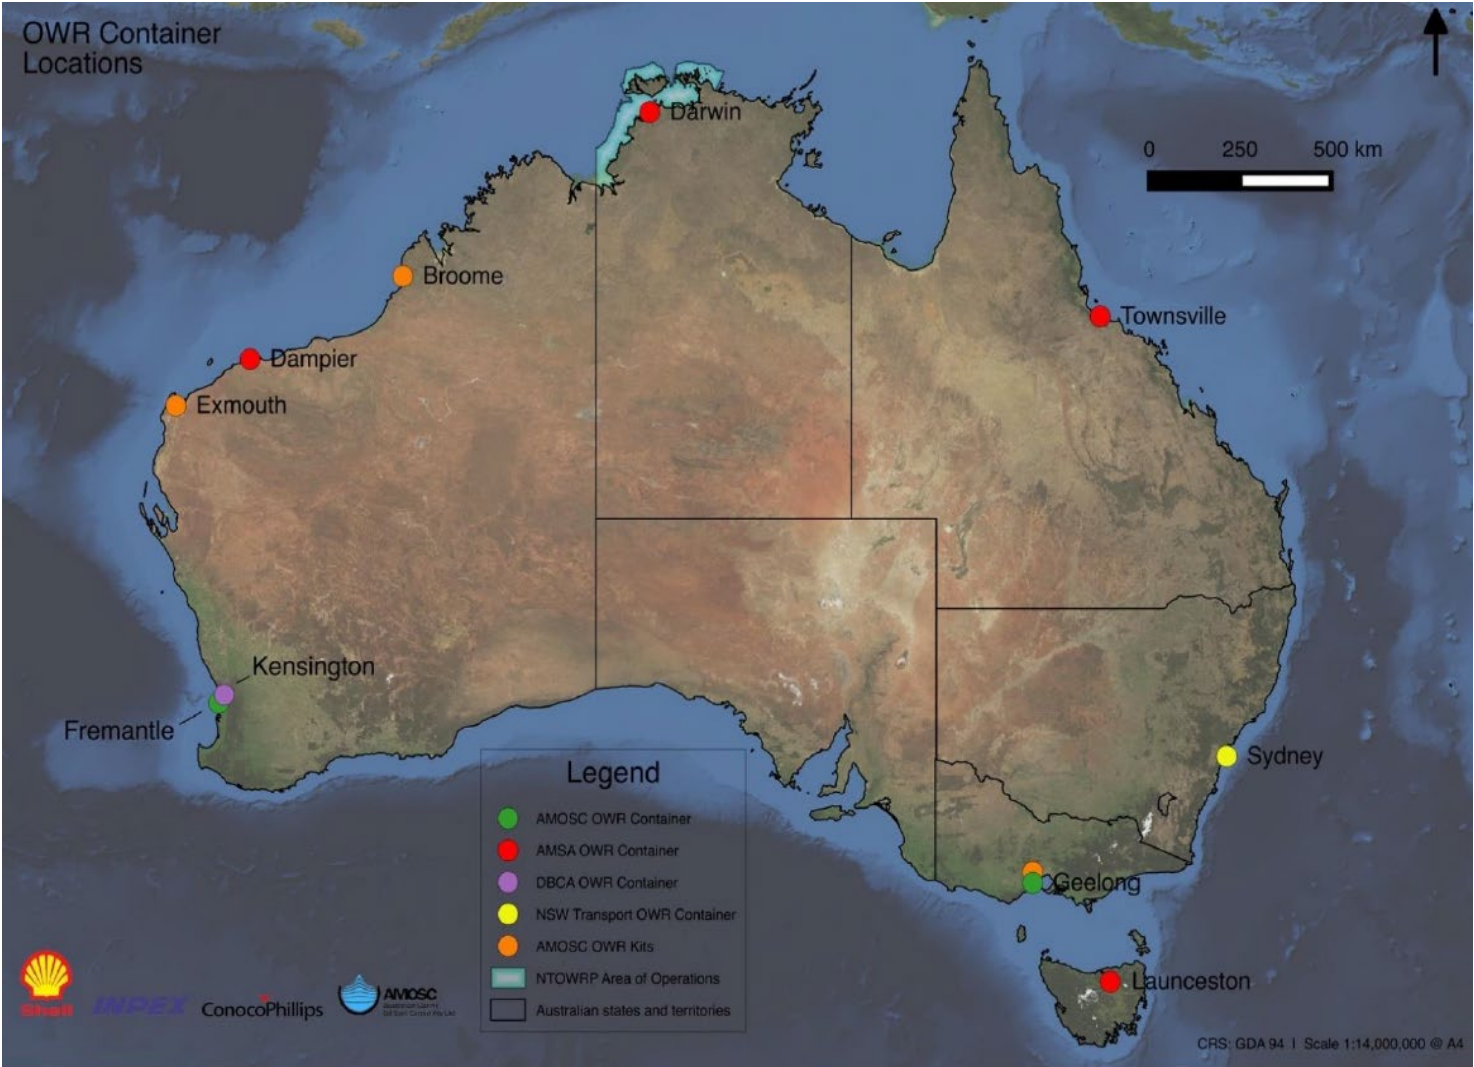 OWR Container
Locations
Darwin
0 250 500 km
Broome
Townsville
Dampier
Exmouth
Kensington
Fremantle
Sydney
Geelong
Launceston
Legend
AMOSC OWR Container
AMSA OWR Container
DBCA OWR Container
NSW Transport OWR Container
AMOSC OWR Kits
NTOWRP Area of Operations
Australian states and territories
Shell
INPEX
ConocoPhillips
AMOSC
CRS: GDA 94 | Scale 1:14,000,000 @ A4